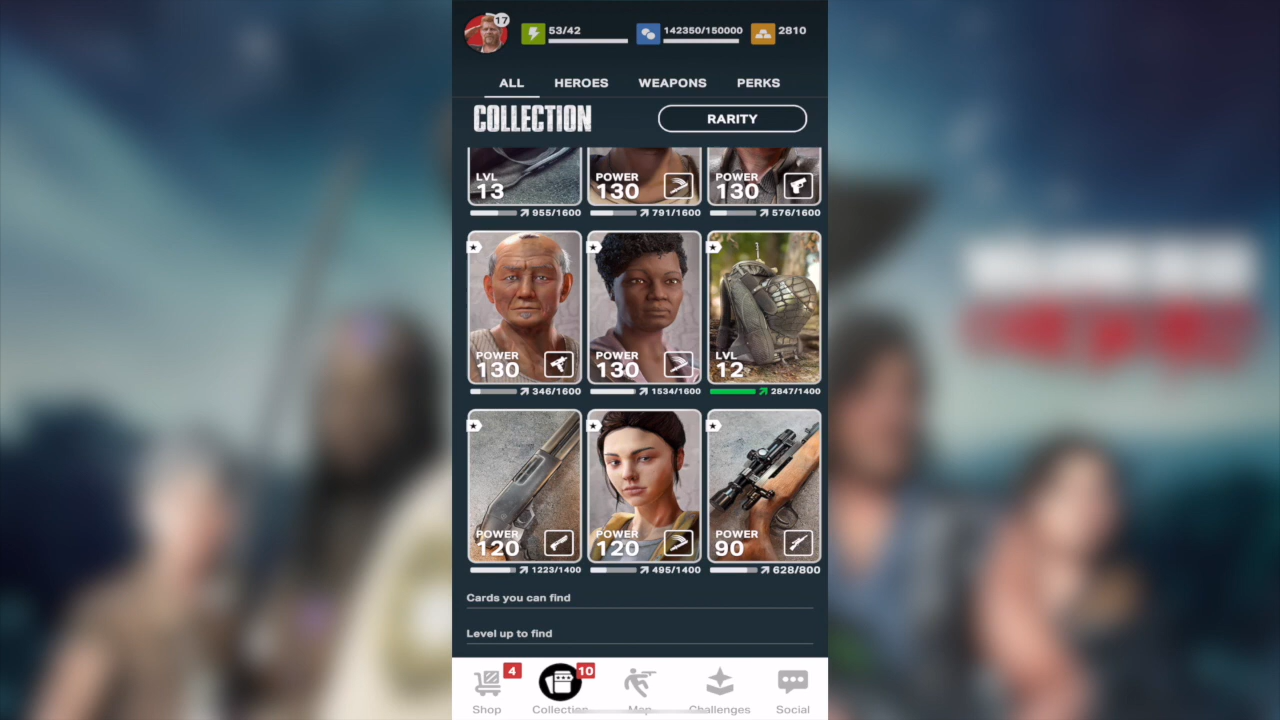 17 53/42 142350/150000 2810
ALL HEROES WEAPONS PERKS
COLLECTION RARITY
LVL 13 POWER 130 POWER 130
955/1600 791/1600 576/1600
POWER 130 POWER 130 LVL 12
346/1600 1534/1600 2847/1400
POWER 120 POWER 120 POWER 90
1223/1400 495/1400 628/800
Cards you can find
Level up to find
4 10
Shop Collection Map Challenges Social